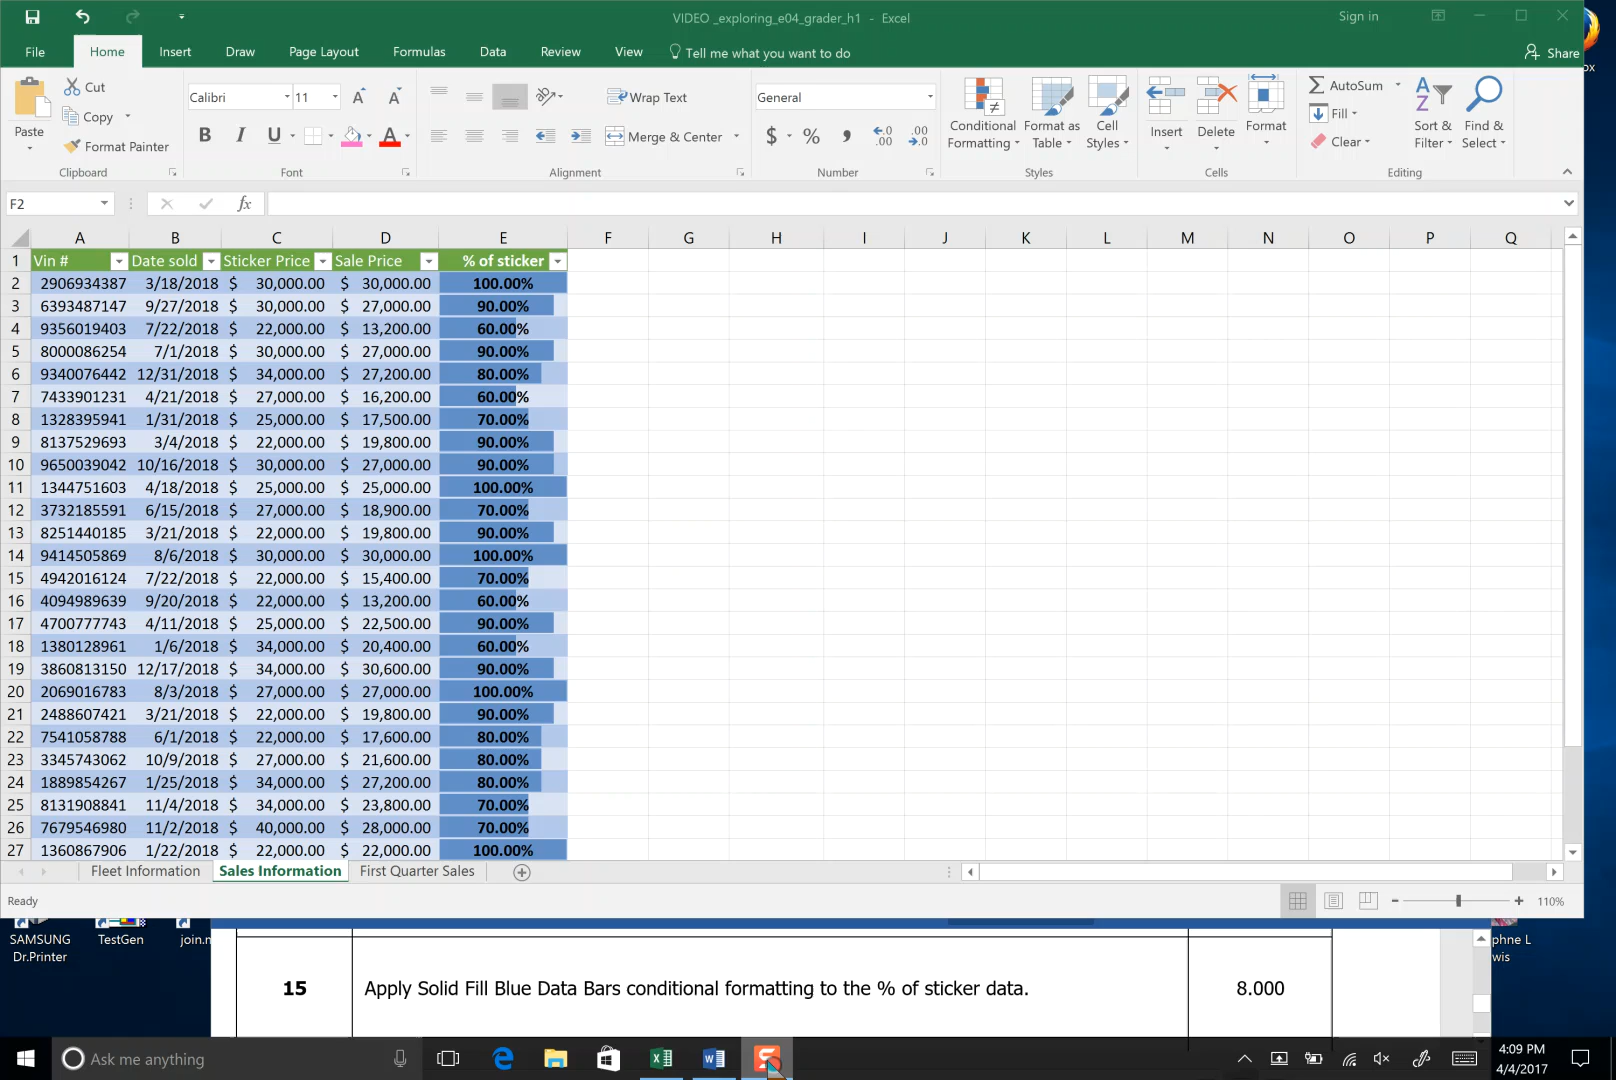 VIDEO _exploring_e04_grader_h1 - Excel
Sign in
File Home Insert Draw Page Layout Formulas Data Review View Tell me what you want to do Share
Paste
Cut
Copy
Format Painter
Clipboard
Calibri 11
B I U
Font
Wrap Text
Merge & Center
Alignment
General
$ % ,
Number
Conditional Formatting
Format as Table
Cell Styles
Styles
Insert Delete Format
Cells
AutoSum
Fill
Clear
Sort & Filter
Find & Select
Editing
F2
fx
A B C D E F G H I J K L M N O P Q
1 Vin # Date sold Sticker Price Sale Price % of sticker
2 2906934387 3/18/2018 $ 30,000.00 $ 30,000.00 100.00%
3 6393487147 9/27/2018 $ 30,000.00 $ 27,000.00 90.00%
4 9356019403 7/22/2018 $ 22,000.00 $ 13,200.00 60.00%
5 8000086254 7/1/2018 $ 30,000.00 $ 27,000.00 90.00%
6 9340076442 12/31/2018 $ 34,000.00 $ 27,200.00 80.00%
7 7433901231 4/21/2018 $ 27,000.00 $ 16,200.00 60.00%
8 1328395941 1/31/2018 $ 25,000.00 $ 17,500.00 70.00%
9 8137529693 3/4/2018 $ 22,000.00 $ 19,800.00 90.00%
10 9650039042 10/16/2018 $ 30,000.00 $ 27,000.00 90.00%
11 1344751603 4/18/2018 $ 25,000.00 $ 25,000.00 100.00%
12 3732185591 6/15/2018 $ 27,000.00 $ 18,900.00 70.00%
13 8251440185 3/21/2018 $ 22,000.00 $ 19,800.00 90.00%
14 9414505869 8/6/2018 $ 30,000.00 $ 30,000.00 100.00%
15 4942016124 7/22/2018 $ 22,000.00 $ 15,400.00 70.00%
16 4094989639 9/20/2018 $ 22,000.00 $ 13,200.00 60.00%
17 4700777743 4/11/2018 $ 25,000.00 $ 22,500.00 90.00%
18 1380128961 1/6/2018 $ 34,000.00 $ 20,400.00 60.00%
19 3860813150 12/17/2018 $ 34,000.00 $ 30,600.00 90.00%
20 2069016783 8/3/2018 $ 27,000.00 $ 27,000.00 100.00%
21 2488607421 3/21/2018 $ 22,000.00 $ 19,800.00 90.00%
22 7541058788 6/1/2018 $ 22,000.00 $ 17,600.00 80.00%
23 3345743062 10/9/2018 $ 27,000.00 $ 21,600.00 80.00%
24 1889854267 1/25/2018 $ 34,000.00 $ 27,200.00 80.00%
25 8131908841 11/4/2018 $ 34,000.00 $ 23,800.00 70.00%
26 7679546980 11/2/2018 $ 40,000.00 $ 28,000.00 70.00%
27 1360867906 1/22/2018 $ 22,000.00 $ 22,000.00 100.00%
Fleet Information Sales Information First Quarter Sales
Ready
110%
SAMSUNG Dr.Printer
TestGen
join.m
phne L
wis
15 Apply Solid Fill Blue Data Bars conditional formatting to the % of sticker data. 8.000
Ask me anything
4:09 PM
4/4/2017